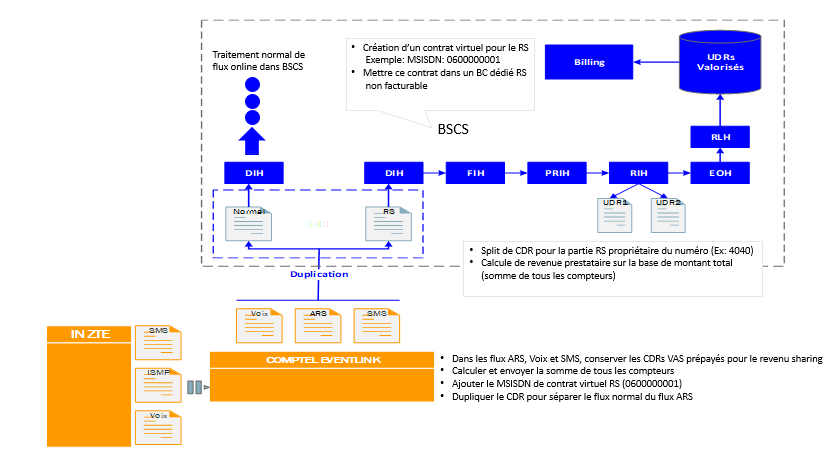 Traitement normal de
flux online dans BSCS
• Création d'un contrat virtuel pour le RS
Exemple: MSISDN: 0600000001
• Mettre ce contrat dans un BC dédié RS
non facturable
Billing
UDRs
Valorisés
BSCS
RLH
DIH
DIH
FIH
PRIH
RIH
EOH
Normal
RS
UDR1
UDR2
• Split de CDR pour la partie RS propriétaire du numéro (Ex: 4040)
• Calcule de revenue prestataire sur la base de montant total
(somme de tous les compteurs)
Duplication
Voix
ARS
SMS
IN ZTE
SMS
ISMP
Voix
COMPTEL EVENTLINK
• Dans les flux ARS, Voix et SMS, conserver les CDRs VAS prépayés pour le revenu sharing
• Calculer et envoyer la somme de tous les compteurs
• Ajouter le MSISDN de contrat virtuel RS (0600000001)
• Dupliquer le CDR pour séparer le flux normal du flux ARS